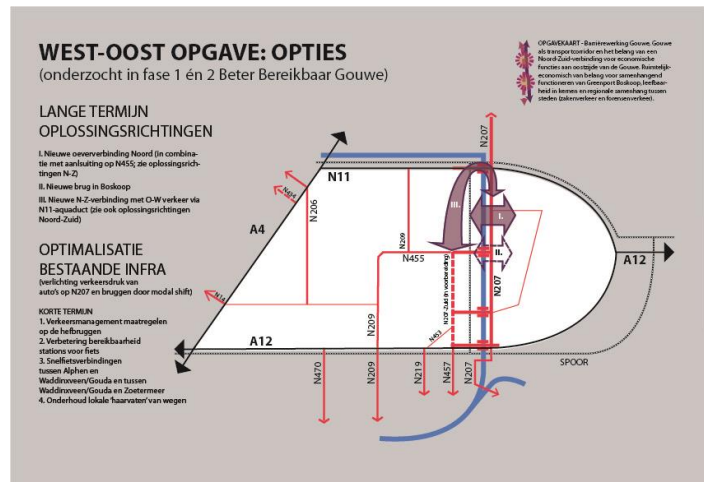 WEST-OOST OPGAVE: OPTIES
(onderzocht in fase 1 én 2 Beter Bereikbaar Gouwe)
OPGAVEKAART - Barrièrewerking Gouwe, Gouwe
als transportcorridor en het belang van een
Noord-Zuid-verbinding voor economische
functies aan oostzijde van de Gouwe. Ruimtelijk-
economisch van belang voor samenhangend
functioneren van Greenport Boskoop, leefbaar-
heid in kernen en regionale samenhang tussen
steden (zakenverkeer en forensenverkeer).
LANGE TERMIJN
OPLOSSINGSRICHTINGEN
I. Nieuwe oeververbinding Noord (in combina-
tie met aansluiting op N455; zie oplossingsrich-
tingen N-Z)
II. Nieuwe brug in Boskoop
III. Nieuwe N-Z-verbinding met O-W verkeer via
N11-aquaduct (zie ook oplossingsrichtingen
Noord-Zuid)
OPTIMALISATIE
BESTAANDE INFRA
(verlichting verkeersdruk van
auto's op N207 en bruggen door modal shift)
KORTE TERMIJN
1. Verkeersmanagement maatregelen
op de hefbruggen
2. Verbetering bereikbaarheid
stations voor fiets
3. Snelfietsverbindingen
tussen Alphen en
Waddinxveen/Gouda en tussen
Waddinxveen/Gouda en Zoetermeer
4. Onderhoud lokale 'haarvaten' van wegen
N207
N11
A4
N206
N209
N455
III.
I.
II.
A12
N14
N209
N207-Zuid (in voorbereiding)
N207
N453
A12
SPOOR
N470
N209
N219
N457
N207